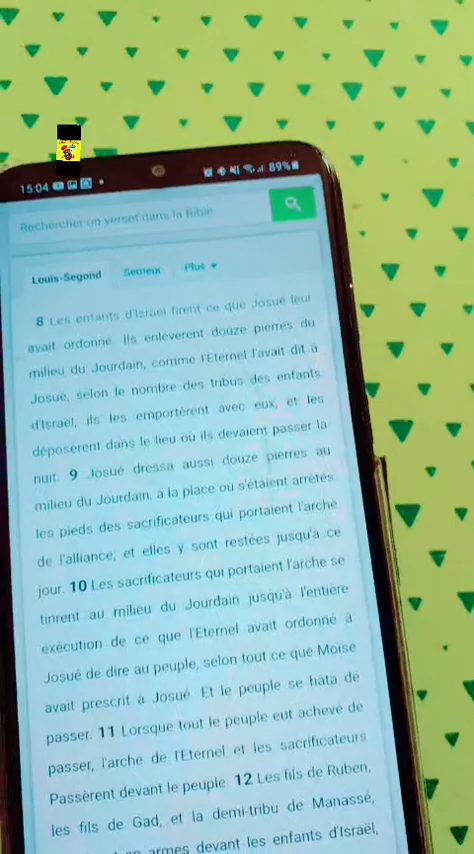 15:04
89%
Rechercher un verset dans la Bible
Louis-Segond Semeur Plus
8 Les enfants d'Israël firent ce que Josué leur
avait ordonné. Ils enlevèrent douze pierres du
milieu du Jourdain, comme l'Eternel l'avait dit à
Josué, selon le nombre des tribus des enfants
d'Israël, ils les emportèrent avec eux, et les
déposèrent dans le lieu où ils devaient passer la
nuit. 9 Josué dressa aussi douze pierres au
milieu du Jourdain, à la place où s'étaient arrêtés
les pieds des sacrificateurs qui portaient l'arche
de l'alliance; et elles y sont restées jusqu'à ce
jour. 10 Les sacrificateurs qui portaient l'arche se
tinrent au milieu du Jourdain jusqu'à l'entière
exécution de ce que l'Eternel avait ordonné à
Josué de dire au peuple, selon tout ce que Moïse
avait prescrit à Josué. Et le peuple se hâta de
passer. 11 Lorsque tout le peuple eut achevé de
passer, l'arche de l'Eternel et les sacrificateurs
Passèrent devant le peuple. 12 Les fils de Ruben,
les fils de Gad, et la demi-tribu de Manassé,
en armes devant les enfants d'Israël,